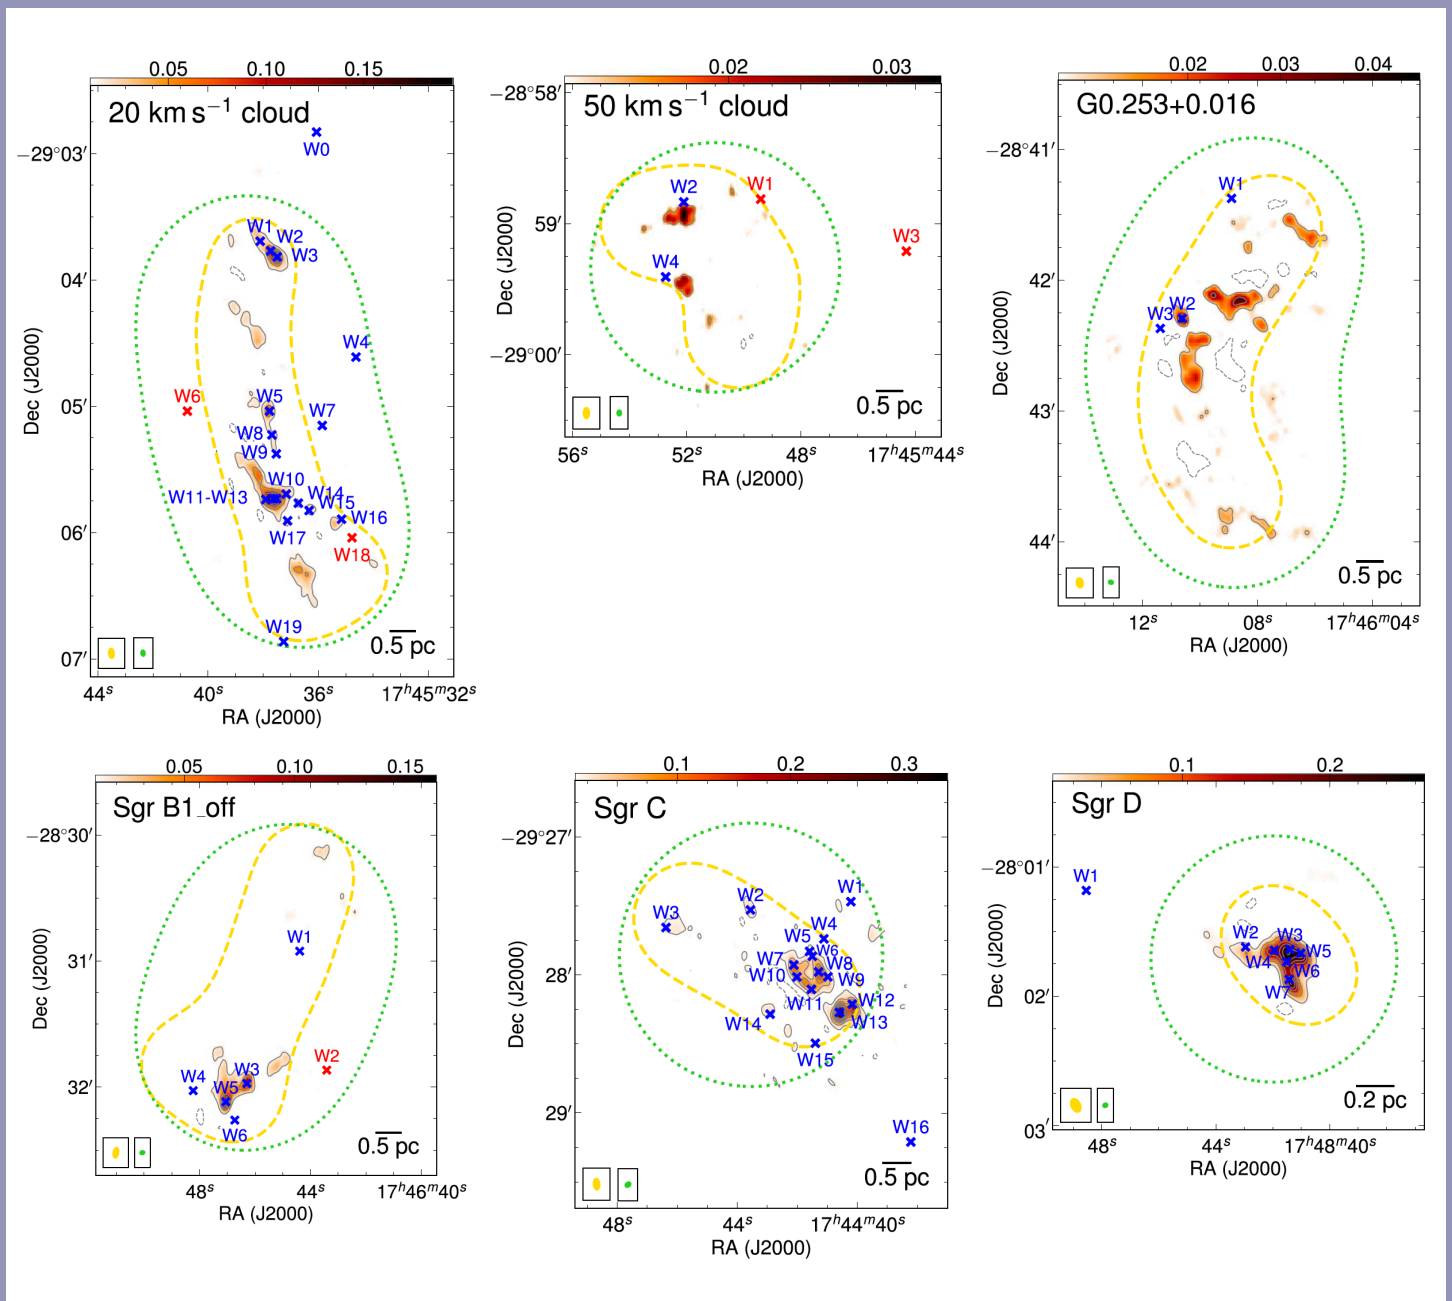 0.05 0.10 0.15
20 km s⁻¹ cloud
W0
−29°03′
W1 W2
W3
04′
W4
W6
W5
W7
05′
W8
W9
W10
W11-W13
W14
W15
W16
W17
W18
06′
W19
0.5 pc
07′
44ˢ 40ˢ 36ˢ 17ʰ45ᵐ32ˢ
RA (J2000)
Dec (J2000)
0.02 0.03
−28°58′
50 km s⁻¹ cloud
W2 W1
59′
W3
W4
−29°00′
0.5 pc
56ˢ 52ˢ 48ˢ 17ʰ45ᵐ44ˢ
RA (J2000)
Dec (J2000)
0.02 0.03 0.04
G0.253+0.016
−28°41′
W1
42′
W3 W2
43′
44′
0.5 pc
12ˢ 08ˢ 17ʰ46ᵐ04ˢ
RA (J2000)
Dec (J2000)
0.05 0.10 0.15
Sgr B1_off
−28°30′
W1
31′
W2
W4 W3
W5
32′
W6
0.5 pc
48ˢ 44ˢ 17ʰ46ᵐ40ˢ
RA (J2000)
Dec (J2000)
0.1 0.2 0.3
Sgr C
−29°27′
W1
W2
W3
W4
W5
W6
W7 W8
28′
W10 W9
W11 W12
W14 W13
W15
29′
W16
0.5 pc
48ˢ 44ˢ 17ʰ44ᵐ40ˢ
RA (J2000)
Dec (J2000)
0.1 0.2
Sgr D
−28°01′
W1
W2 W3
W5
W4
W6
02′
W7
0.2 pc
03′
48ˢ 44ˢ 17ʰ48ᵐ40ˢ
RA (J2000)
Dec (J2000)